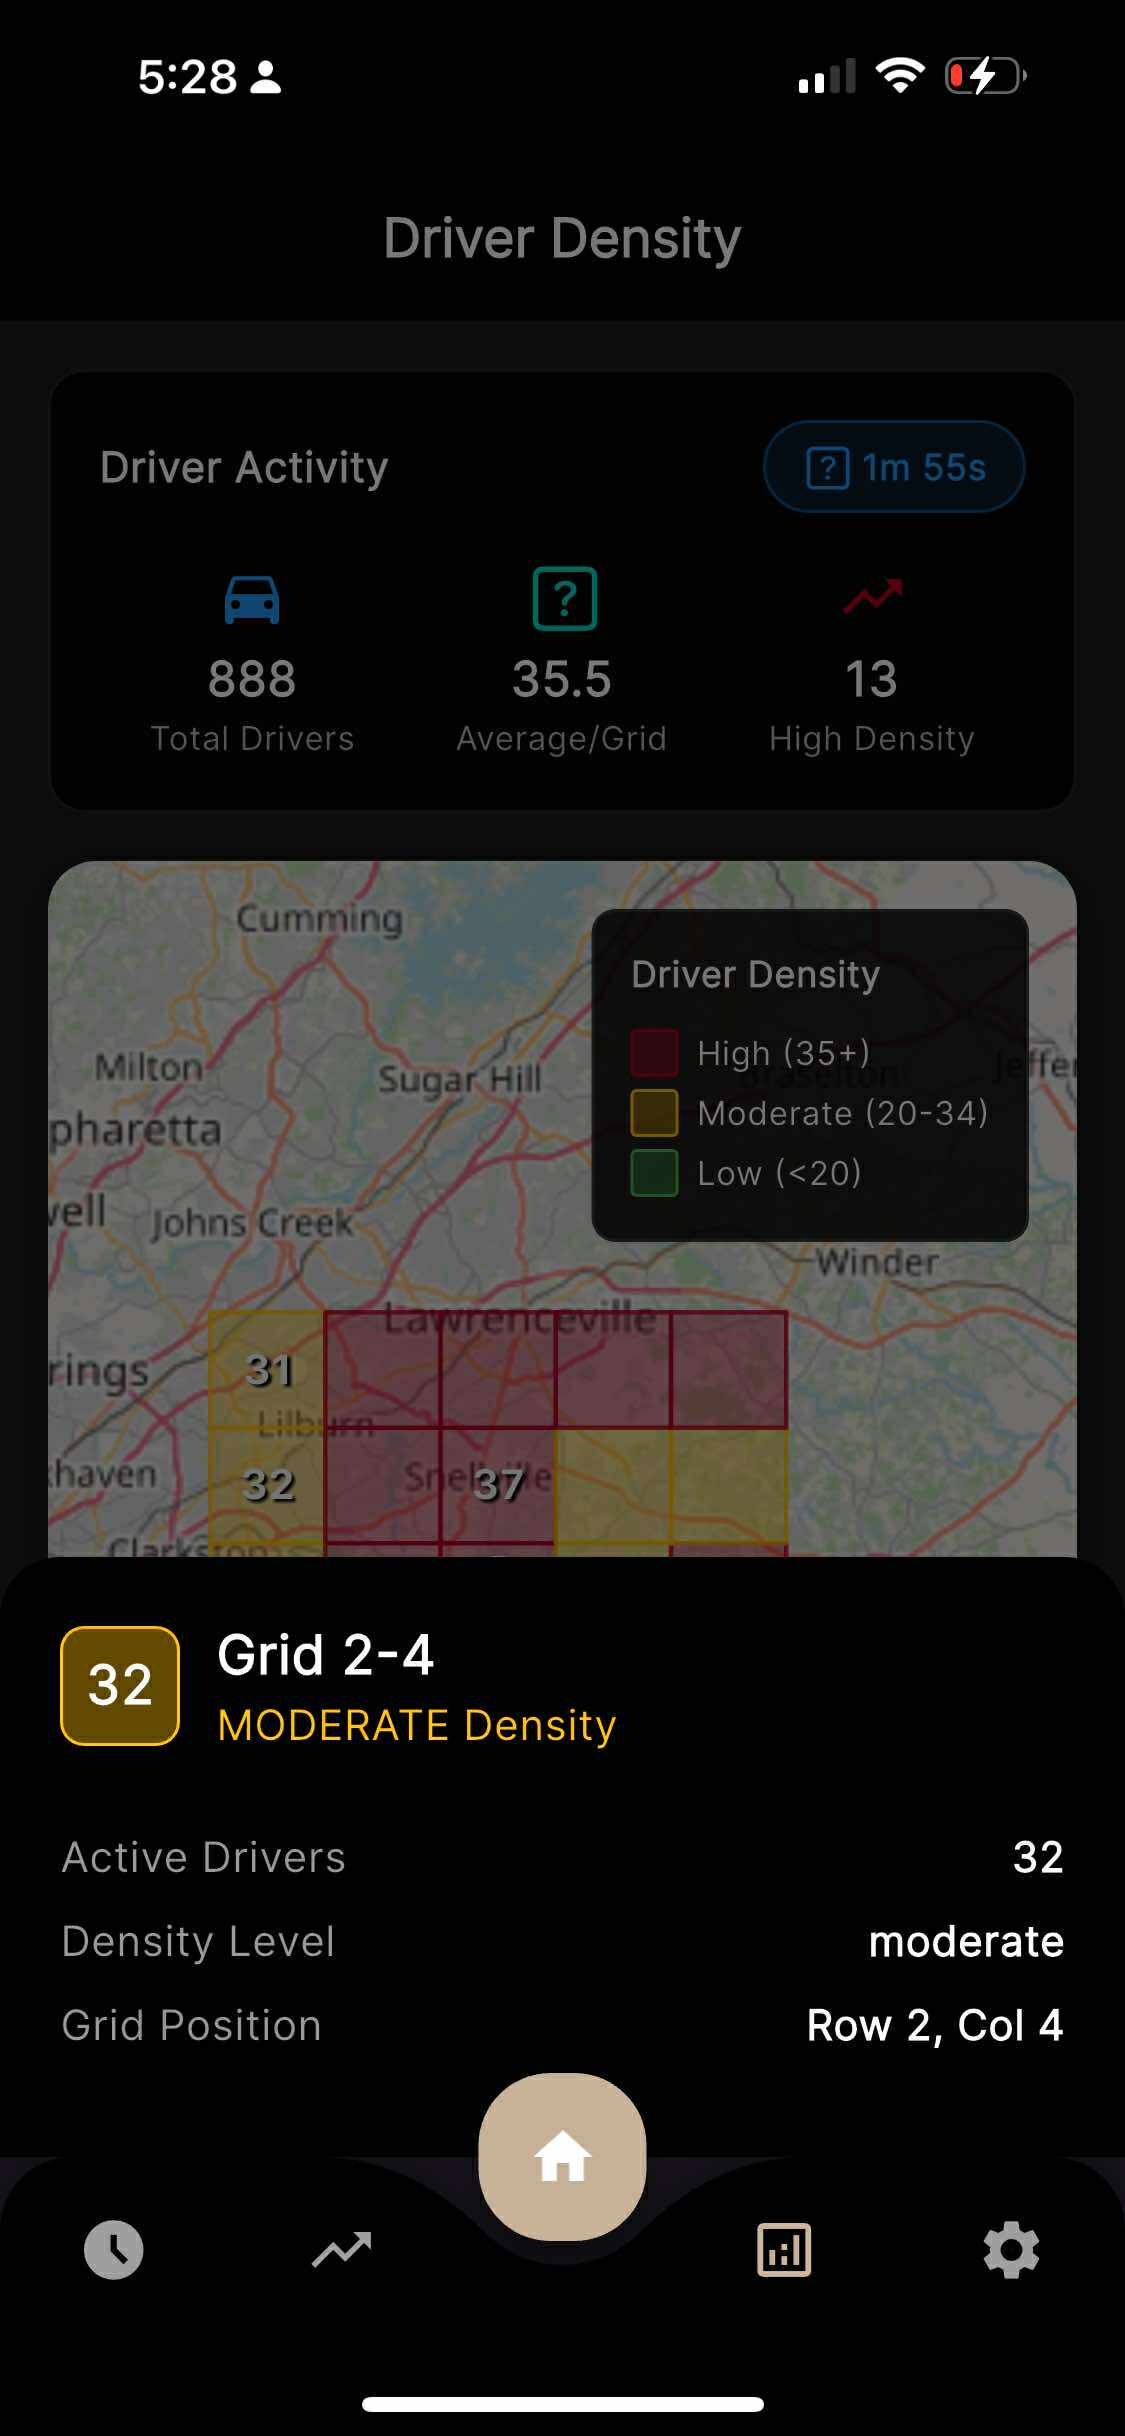 5:28
Driver Density
Driver Activity
? 1m 55s
?
888
35.5
13
Total Drivers
Average/Grid
High Density
Cumming
Driver Density
High (35+)
Braselton
Jeffer
Milton
Sugar Hill
Moderate (20-34)
pharetta
Low (<20)
vell
Johns Creek
Winder
Lawrenceville
rings
31
Lilburn
khaven
32
Snellville
37
Clarkston
32
Grid 2-4
MODERATE Density
Active Drivers
32
Density Level
moderate
Grid Position
Row 2, Col 4